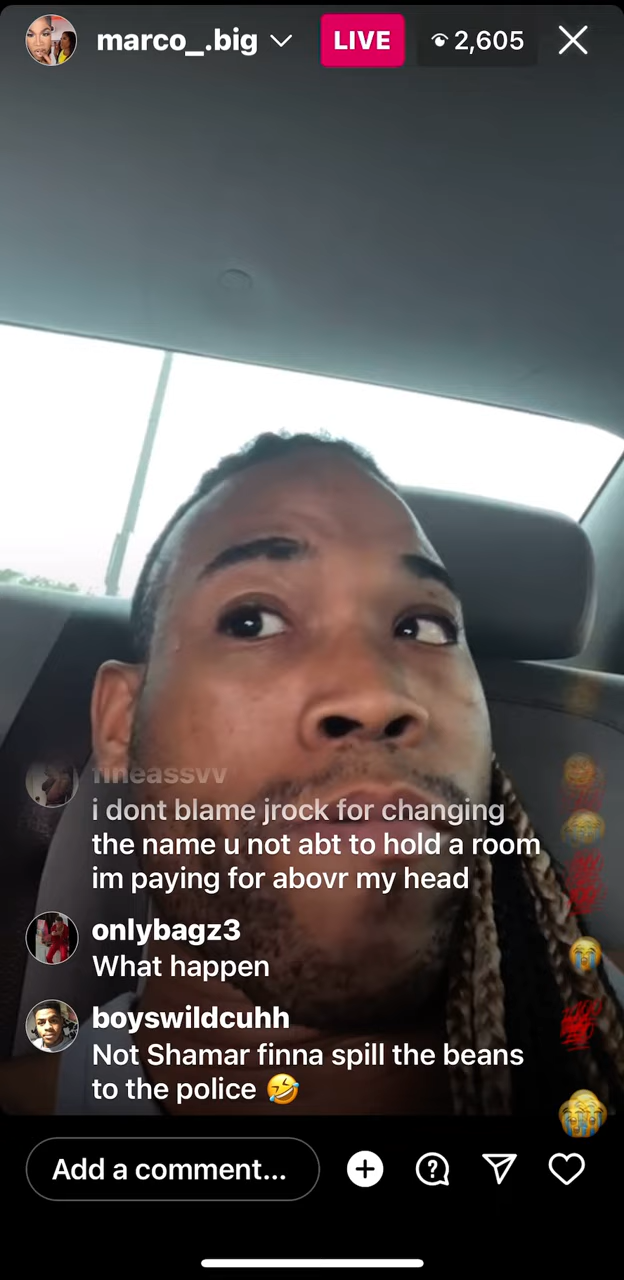 marco_.big
LIVE
2,605
fineassvv
i dont blame jrock for changing
the name u not abt to hold a room
im paying for abovr my head
onlybagz3
What happen
boyswildcuhh
Not Shamar finna spill the beans
to the police 🤣
Add a comment...